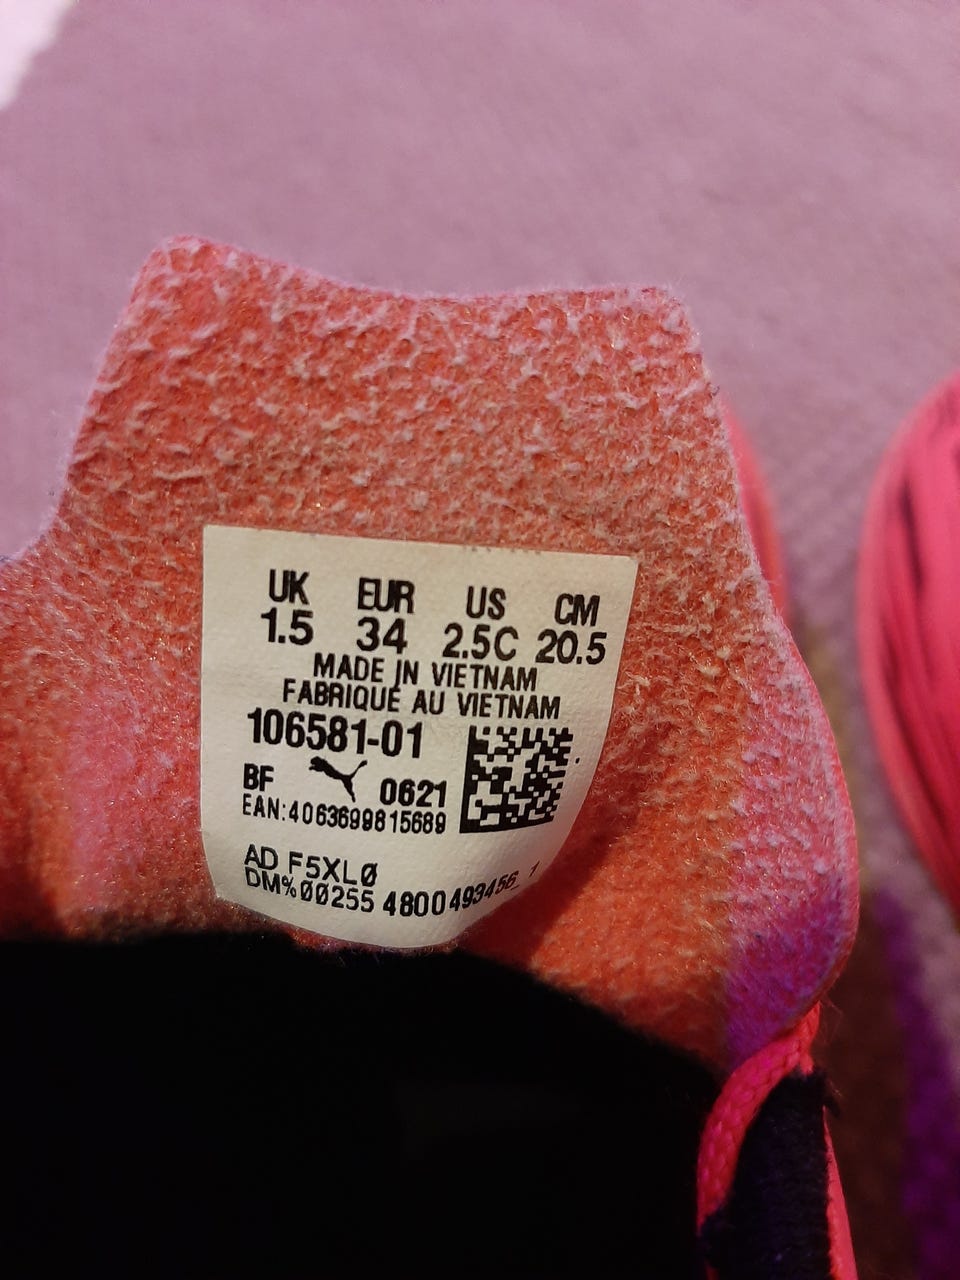 UK EUR US CM
1.5 34 2.5C 20.5
MADE IN VIETNAM
FABRIQUÉ AU VIETNAM
106581-01
BF 0621
EAN:4063699815689
AD F5XLØ
DM%ØØ255 4800493456_1